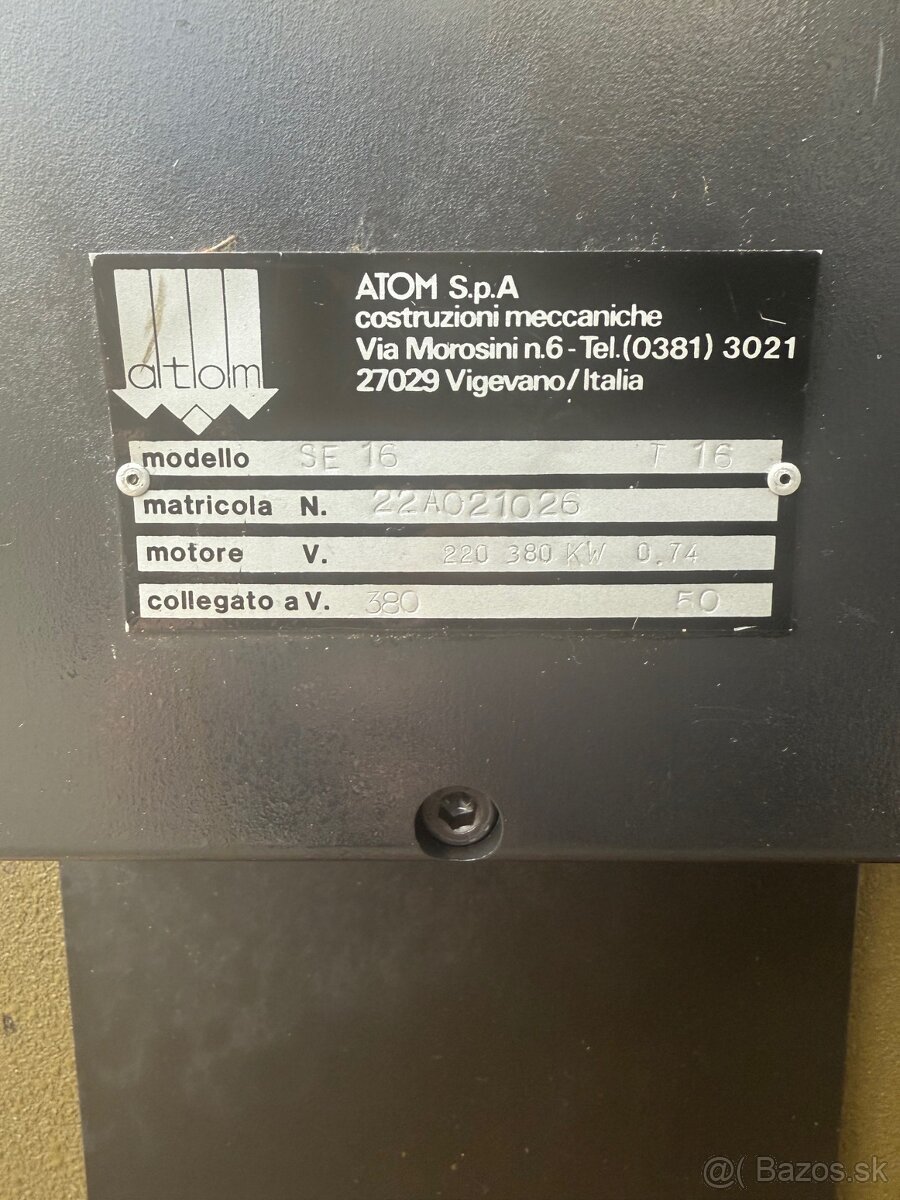 atom
ATOM S.p.A
costruzioni meccaniche
Via Morosini n.6 - Tel.(0381) 3021
27029 Vigevano/Italia
modello SE 16 T 16
matricola N. 22A021026
motore V. 220 380 KW 0.74
collegato a V. 380 50
@( Bazos.sk